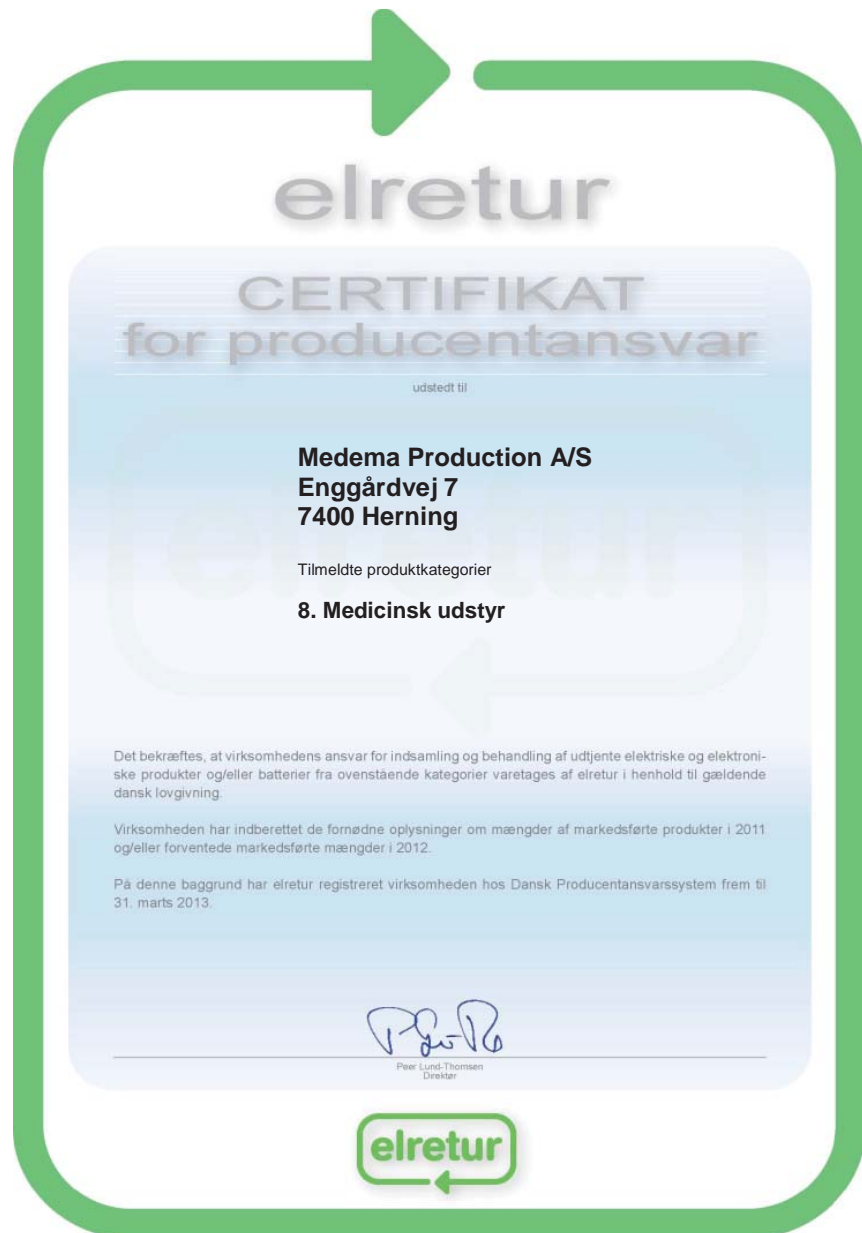 elretur
CERTIFIKAT
for producentansvar
udstedt til
Medema Production A/S
Enggårdvej 7
7400 Herning
Tilmeldte produktkategorier
8. Medicinsk udstyr
Det bekræftes, at virksomhedens ansvar for indsamling og behandling af udtjente elektriske og elektroni-
ske produkter og/eller batterier fra ovenstående kategorier varetages af elretur i henhold til gældende
dansk lovgivning.
Virksomheden har indberettet de fornødne oplysninger om mængder af markedsførte produkter i 2011
og/eller forventede markedsførte mængder i 2012.
På denne baggrund har elretur registreret virksomheden hos Dansk Producentansvarssystem frem til
31. marts 2013.
Peer Lund-Thomsen
Direktør
elretur